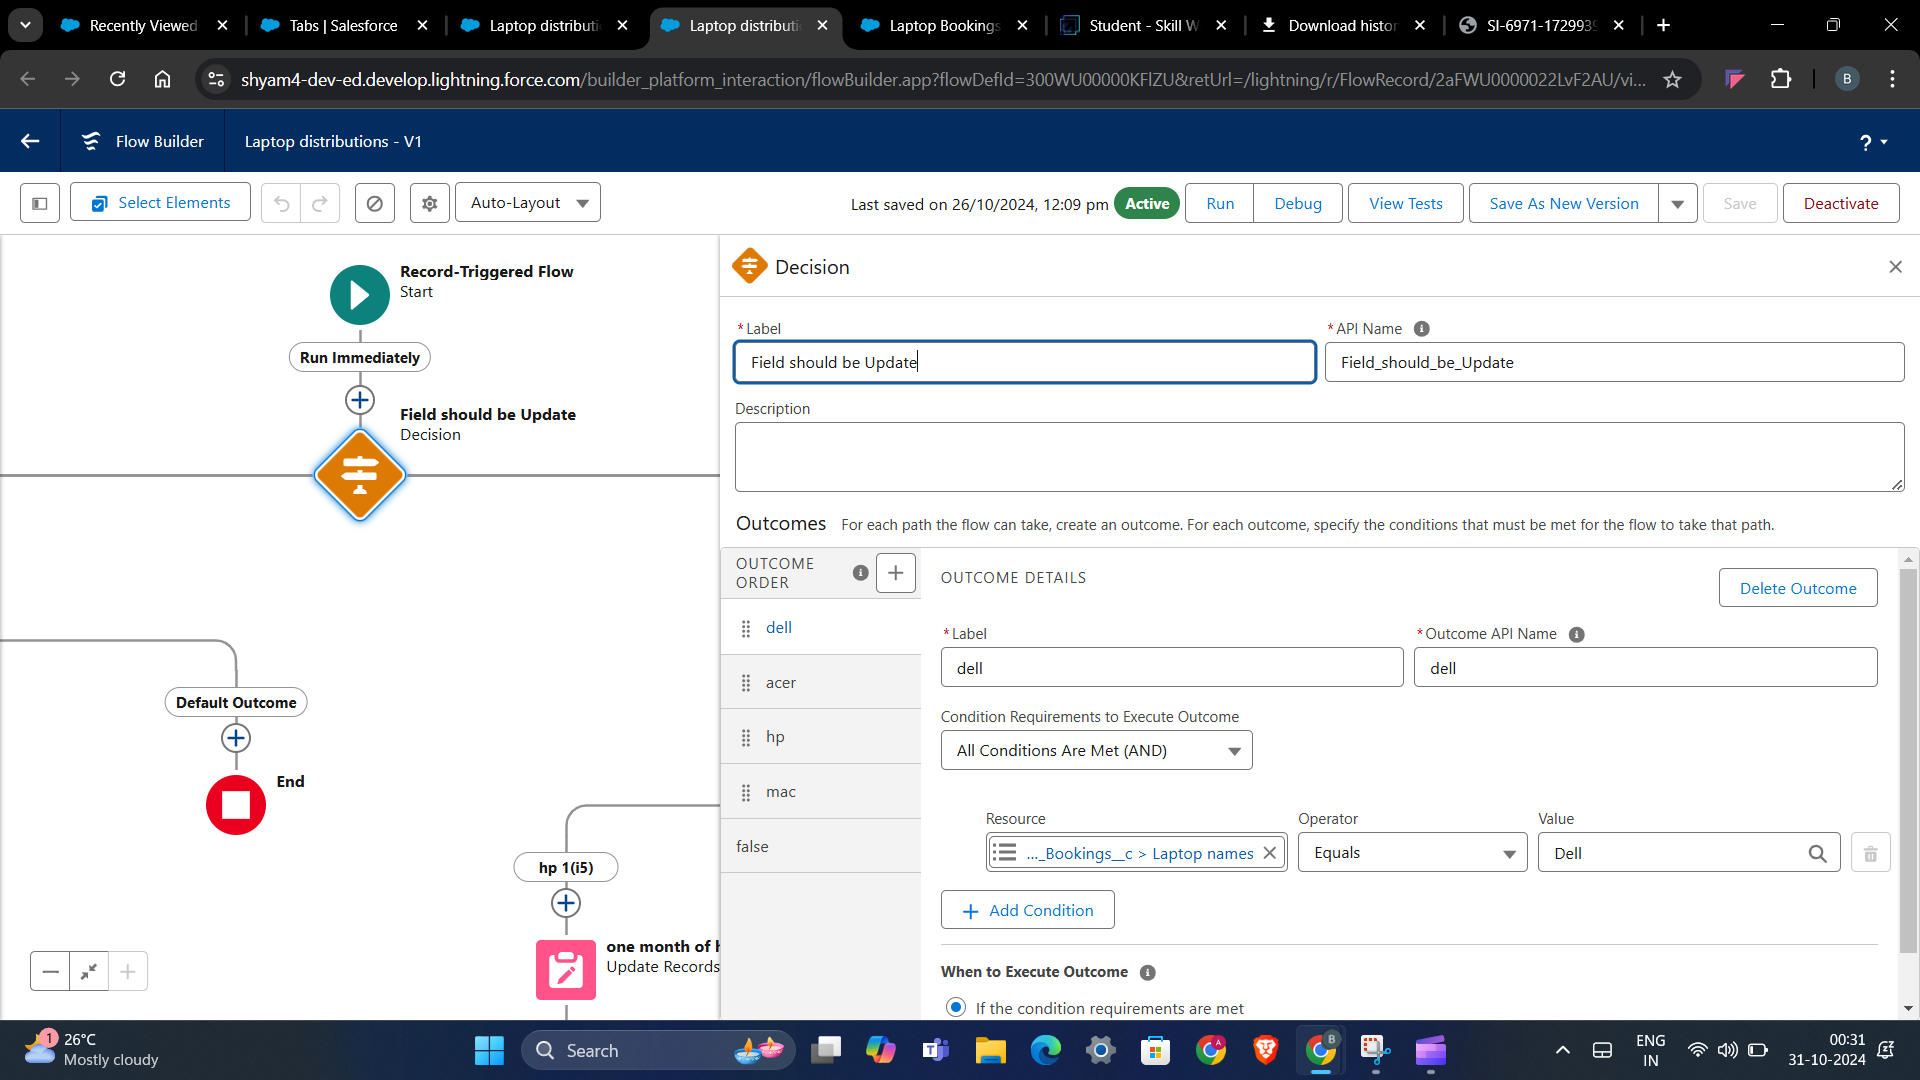 Recently Viewed
Tabs | Salesforce
Laptop distributi
Laptop distributi
Laptop Bookings
Student - Skill W
Download histor
SI-6971-1729939
shyam4-dev-ed.develop.lightning.force.com/builder_platform_interaction/flowBuilder.app?flowDefId=300WU00000KFlZU&retUrl=/lightning/r/FlowRecord/2aFWU0000022LvF2AU/vi...
B
Flow Builder
Laptop distributions - V1
?
Select Elements
Auto-Layout
Last saved on 26/10/2024, 12:09 pm
Active
Run
Debug
View Tests
Save As New Version
Save
Deactivate
Record-Triggered Flow
Start
Run Immediately
Field should be Update
Decision
Default Outcome
End
hp 1(i5)
one month of h
Update Records
Decision
*Label
*API Name
Field should be Update
Field_should_be_Update
Description
Outcomes For each path the flow can take, create an outcome. For each outcome, specify the conditions that must be met for the flow to take that path.
OUTCOME
ORDER
dell
acer
hp
mac
false
OUTCOME DETAILS
Delete Outcome
*Label
*Outcome API Name
dell
dell
Condition Requirements to Execute Outcome
All Conditions Are Met (AND)
Resource
Operator
Value
..._Bookings__c > Laptop names
Equals
Dell
Add Condition
When to Execute Outcome
If the condition requirements are met
1
26°C
Mostly cloudy
Search
ENG
IN
00:31
31-10-2024